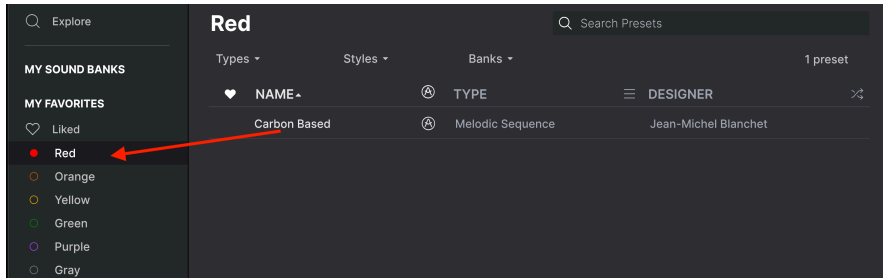 Explore
MY SOUND BANKS
MY FAVORITES
Liked
Red
Orange
Yellow
Green
Purple
Gray
Red
Search Presets
Types Styles Banks 1 preset
NAME TYPE DESIGNER
Carbon Based Melodic Sequence Jean-Michel Blanchet